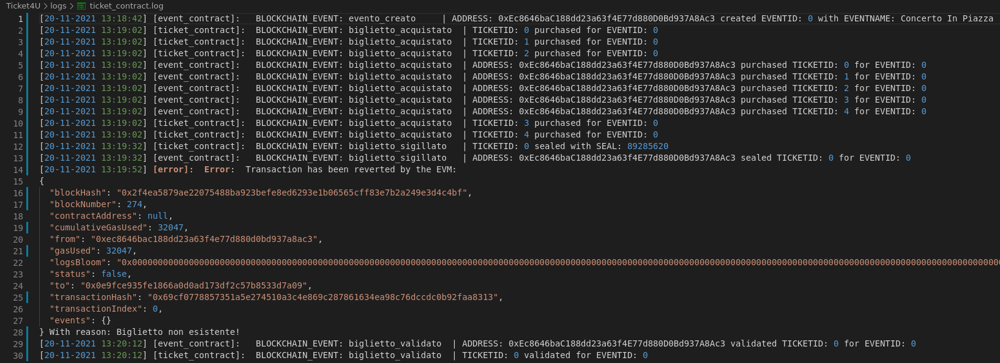 Ticket4U > logs > ticket_contract.log
1 [20-11-2021 13:18:42] [event_contract]: BLOCKCHAIN_EVENT: evento_creato | ADDRESS: 0xEc8646baC188dd23a63f4E77d880D0Bd937A8Ac3 created EVENTID: 0 with EVENTNAME: Concerto In Piazza
2 [20-11-2021 13:19:02] [ticket_contract]: BLOCKCHAIN_EVENT: biglietto_acquistato | TICKETID: 0 purchased for EVENTID: 0
3 [20-11-2021 13:19:02] [ticket_contract]: BLOCKCHAIN_EVENT: biglietto_acquistato | TICKETID: 1 purchased for EVENTID: 0
4 [20-11-2021 13:19:02] [ticket_contract]: BLOCKCHAIN_EVENT: biglietto_acquistato | TICKETID: 2 purchased for EVENTID: 0
5 [20-11-2021 13:19:02] [event_contract]: BLOCKCHAIN_EVENT: biglietto_acquistato | ADDRESS: 0xEc8646baC188dd23a63f4E77d880D0Bd937A8Ac3 purchased TICKETID: 0 for EVENTID: 0
6 [20-11-2021 13:19:02] [event_contract]: BLOCKCHAIN_EVENT: biglietto_acquistato | ADDRESS: 0xEc8646baC188dd23a63f4E77d880D0Bd937A8Ac3 purchased TICKETID: 1 for EVENTID: 0
7 [20-11-2021 13:19:02] [event_contract]: BLOCKCHAIN_EVENT: biglietto_acquistato | ADDRESS: 0xEc8646baC188dd23a63f4E77d880D0Bd937A8Ac3 purchased TICKETID: 2 for EVENTID: 0
8 [20-11-2021 13:19:02] [event_contract]: BLOCKCHAIN_EVENT: biglietto_acquistato | ADDRESS: 0xEc8646baC188dd23a63f4E77d880D0Bd937A8Ac3 purchased TICKETID: 3 for EVENTID: 0
9 [20-11-2021 13:19:02] [event_contract]: BLOCKCHAIN_EVENT: biglietto_acquistato | ADDRESS: 0xEc8646baC188dd23a63f4E77d880D0Bd937A8Ac3 purchased TICKETID: 4 for EVENTID: 0
10 [20-11-2021 13:19:02] [ticket_contract]: BLOCKCHAIN_EVENT: biglietto_acquistato | TICKETID: 3 purchased for EVENTID: 0
11 [20-11-2021 13:19:02] [ticket_contract]: BLOCKCHAIN_EVENT: biglietto_acquistato | TICKETID: 4 purchased for EVENTID: 0
12 [20-11-2021 13:19:32] [ticket_contract]: BLOCKCHAIN_EVENT: biglietto_sigillato | TICKETID: 0 sealed with SEAL: 89285620
13 [20-11-2021 13:19:32] [event_contract]: BLOCKCHAIN_EVENT: biglietto_sigillato | ADDRESS: 0xEc8646baC188dd23a63f4E77d880D0Bd937A8Ac3 sealed TICKETID: 0 for EVENTID: 0
14 [20-11-2021 13:19:52] [error]: Error: Transaction has been reverted by the EVM:
15 {
16 "blockHash": "0x2f4ea5879ae22075488ba923befe8ed6293e1b06565cff83e7b2a249e3d4c4bf",
17 "blockNumber": 274,
18 "contractAddress": null,
19 "cumulativeGasUsed": 32047,
20 "from": "0xec8646bac188dd23a63f4e77d880d0bd937a8ac3",
21 "gasUsed": 32047,
22 "logsBloom":
23 "status": false,
24 "to": "0x0e9fce935fe1866a0d0ad173df2c57b8533d7a09",
25 "transactionHash": "0x69cf0778857351a5e274510a3c4e869c287861634ea98c76dccdc0b92faa8313",
26 "transactionIndex": 0,
27 "events": {}
28 } With reason: Biglietto non esistente!
29 [20-11-2021 13:20:12] [event_contract]: BLOCKCHAIN_EVENT: biglietto_validato | ADDRESS: 0xEc8646baC188dd23a63f4E77d880D0Bd937A8Ac3 validated TICKETID: 0 for EVENTID: 0
30 [20-11-2021 13:20:12] [ticket_contract]: BLOCKCHAIN_EVENT: biglietto_validato | TICKETID: 0 validated for EVENTID: 0